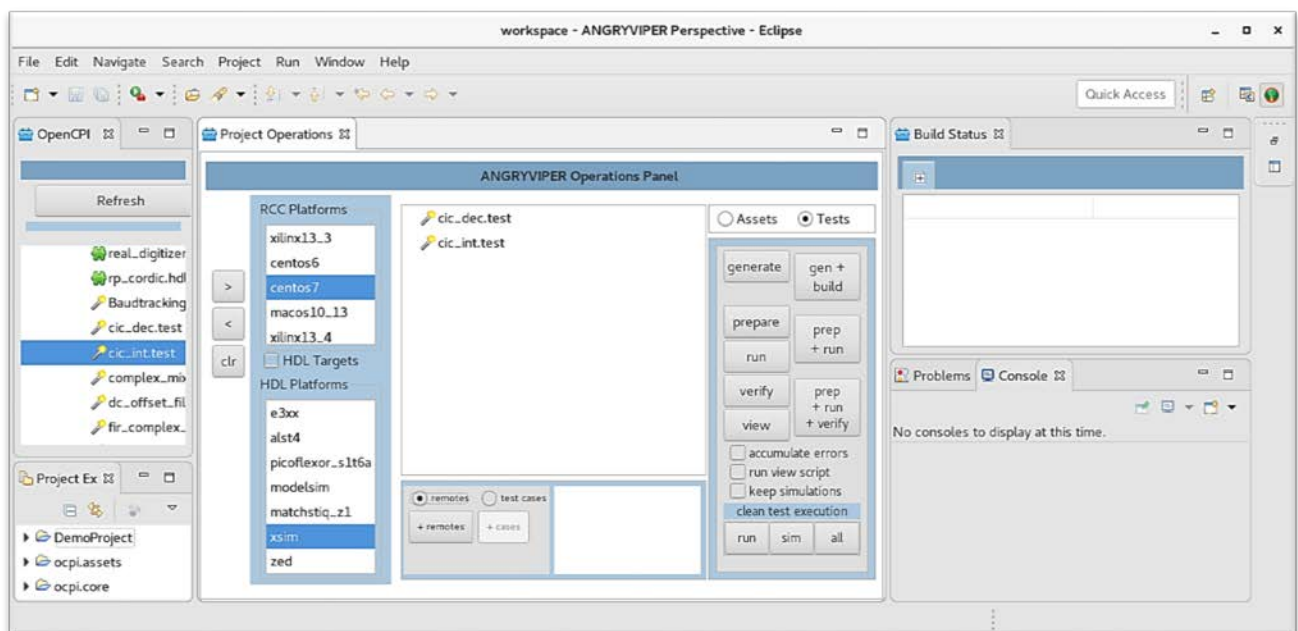 workspace - ANGRYVIPER Perspective - Eclipse
File Edit Navigate Search Project Run Window Help
Quick Access
OpenCPI
Refresh
real_digitizer
rp_cordic.hdl
Baudtracking
cic_dec.test
cic_int.test
complex_mix
dc_offset_fil
fir_complex_
Project Ex
DemoProject
ocpi.assets
ocpi.core
Project Operations
ANGRYVIPER Operations Panel
>
<
clr
RCC Platforms
xilinx13_3
centos6
centos7
macos10_13
xilinx13_4
HDL Targets
HDL Platforms
e3xx
alst4
picoflexor_s1t6a
modelsim
matchstiq_z1
xsim
zed
cic_dec.test
cic_int.test
remotes test cases
+ remotes + cases
Assets Tests
generate
gen +
build
prepare
prep
+ run
run
verify
prep
+ run
+ verify
view
accumulate errors
run view script
keep simulations
clean test execution
run sim all
Build Status
Problems Console
No consoles to display at this time.